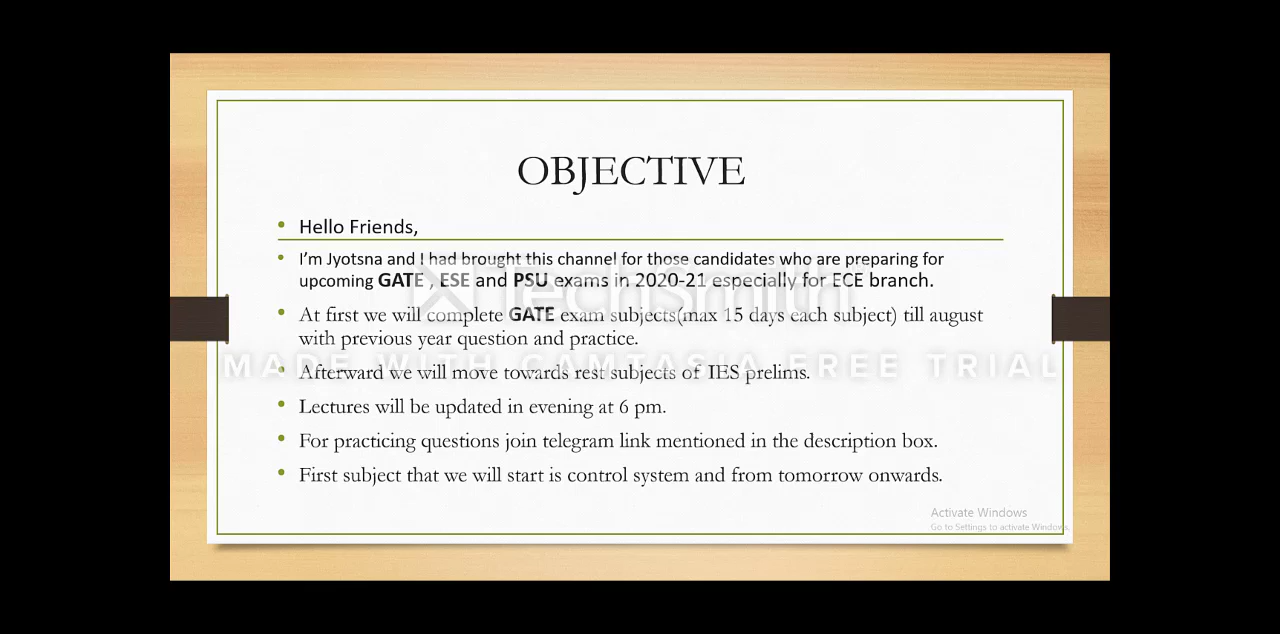 OBJECTIVE
• Hello Friends,
• I'm Jyotsna and I had brought this channel for those candidates who are preparing for
upcoming GATE , ESE and PSU exams in 2020-21 especially for ECE branch.
TechSmith
• At first we will complete GATE exam subjects(max 15 days each subject) till august
with previous year question and practice.
MADE WITH CAMTASIA FREE TRIAL
• Afterward we will move towards rest subjects of IES prelims.
• Lectures will be updated in evening at 6 pm.
• For practicing questions join telegram link mentioned in the description box.
• First subject that we will start is control system and from tomorrow onwards.
Activate Windows
Go to Settings to activate Windows.